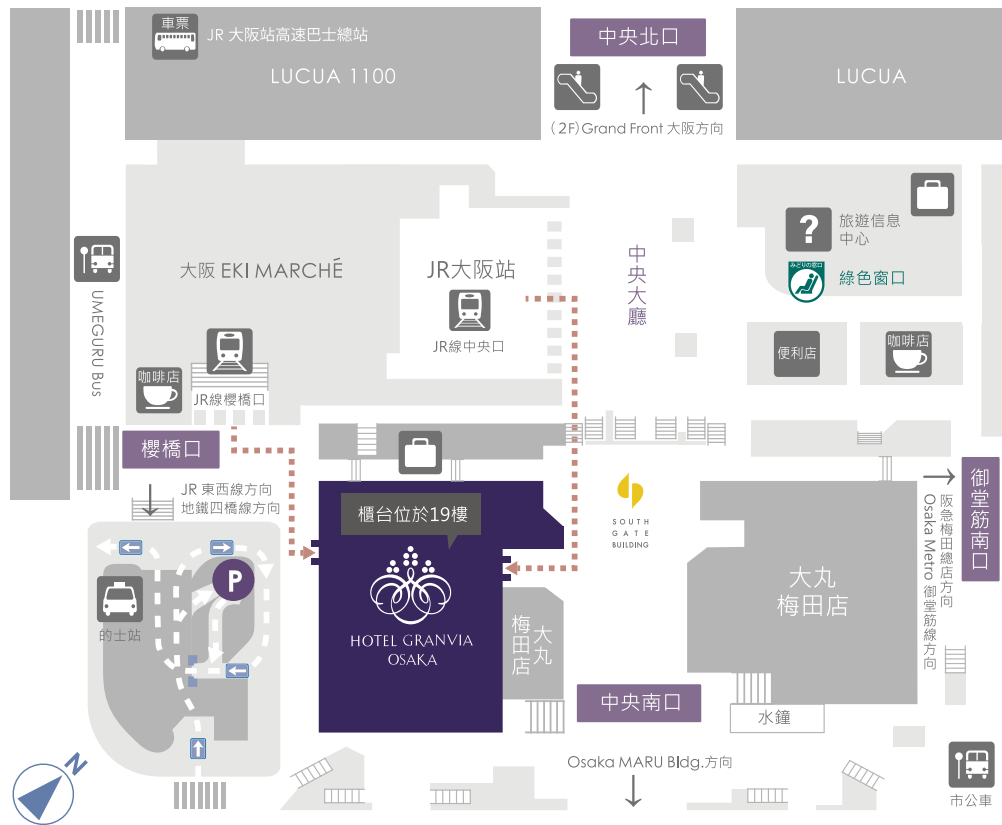 車票
JR 大阪站高速巴士總站
LUCUA 1100
中央北口
(2F)Grand Front 大阪方向
LUCUA
?
旅遊信息
中心
みどりの窓口
綠色窗口
UMEGURU Bus
大阪 EKI MARCHÉ
JR大阪站
JR線中央口
中央大廳
便利店
咖啡店
咖啡店
JR線櫻橋口
櫻橋口
JR 東西線方向
地鐵四橋線方向
櫃台位於19樓
HOTEL GRANVIA
OSAKA
SOUTH
GATE
BUILDING
大丸
梅田店
大丸
梅田店
御堂筋南口
阪急梅田總店方向
Osaka Metro 御堂筋線方向
P
的士站
中央南口
水鐘
Osaka MARU Bldg.方向
市公車
N